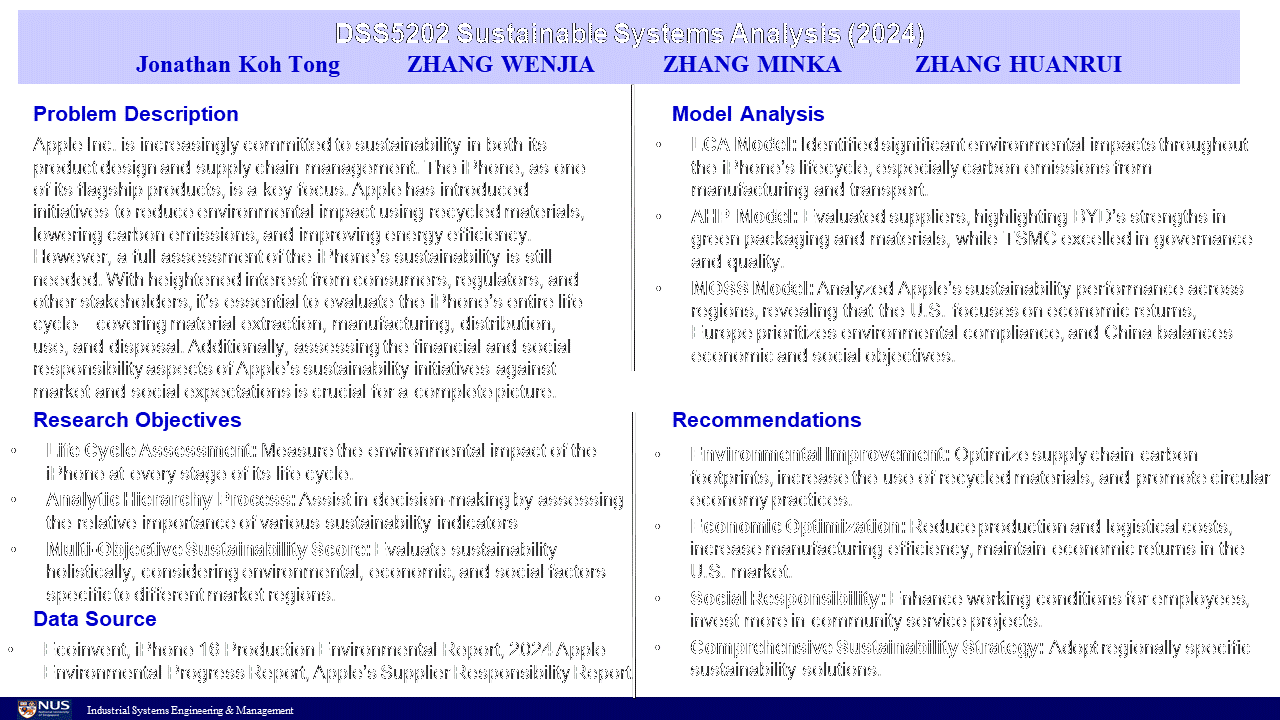 DSS5202 Sustainable Systems Analysis (2024)
Jonathan Koh Tong ZHANG WENJIA ZHANG MINKA ZHANG HUANRUI
Problem Description
Apple Inc. is increasingly committed to sustainability in both its
product design and supply chain management. The iPhone, as one
of its flagship products, is a key focus. Apple has introduced
initiatives to reduce environmental impact using recycled materials,
lowering carbon emissions, and improving energy efficiency.
However, a full assessment of the iPhone's sustainability is still
needed. With heightened interest from consumers, regulators, and
other stakeholders, it's essential to evaluate the iPhone's entire life
cycle—covering material extraction, manufacturing, distribution,
use, and disposal. Additionally, assessing the financial and social
responsibility aspects of Apple's sustainability initiatives against
market and social expectations is crucial for a complete picture.
Research Objectives
• Life Cycle Assessment: Measure the environmental impact of the
iPhone at every stage of its life cycle.
• Analytic Hierarchy Process: Assist in decision-making by assessing
the relative importance of various sustainability indicators
• Multi-Objective Sustainability Score: Evaluate sustainability
holistically, considering environmental, economic, and social factors
specific to different market regions.
Data Source
• Ecoinvent, iPhone 16 Production Environmental Report, 2024 Apple
Environmental Progress Report, Apple's Supplier Responsibility Report
Model Analysis
• LCA Model: Identified significant environmental impacts throughout
the iPhone's lifecycle, especially carbon emissions from
manufacturing and transport.
• AHP Model: Evaluated suppliers, highlighting BYD's strengths in
green packaging and materials, while TSMC excelled in governance
and quality.
• MOSS Model: Analyzed Apple's sustainability performance across
regions, revealing that the U.S. focuses on economic returns,
Europe prioritizes environmental compliance, and China balances
economic and social objectives.
Recommendations
• Environmental Improvement: Optimize supply chain carbon
footprints, increase the use of recycled materials, and promote circular
economy practices.
• Economic Optimization: Reduce production and logistical costs,
increase manufacturing efficiency, maintain economic returns in the
U.S. market.
• Social Responsibility: Enhance working conditions for employees,
invest more in community service projects.
• Comprehensive Sustainability Strategy: Adopt regionally specific
sustainability solutions.
NUS
Industrial Systems Engineering & Management